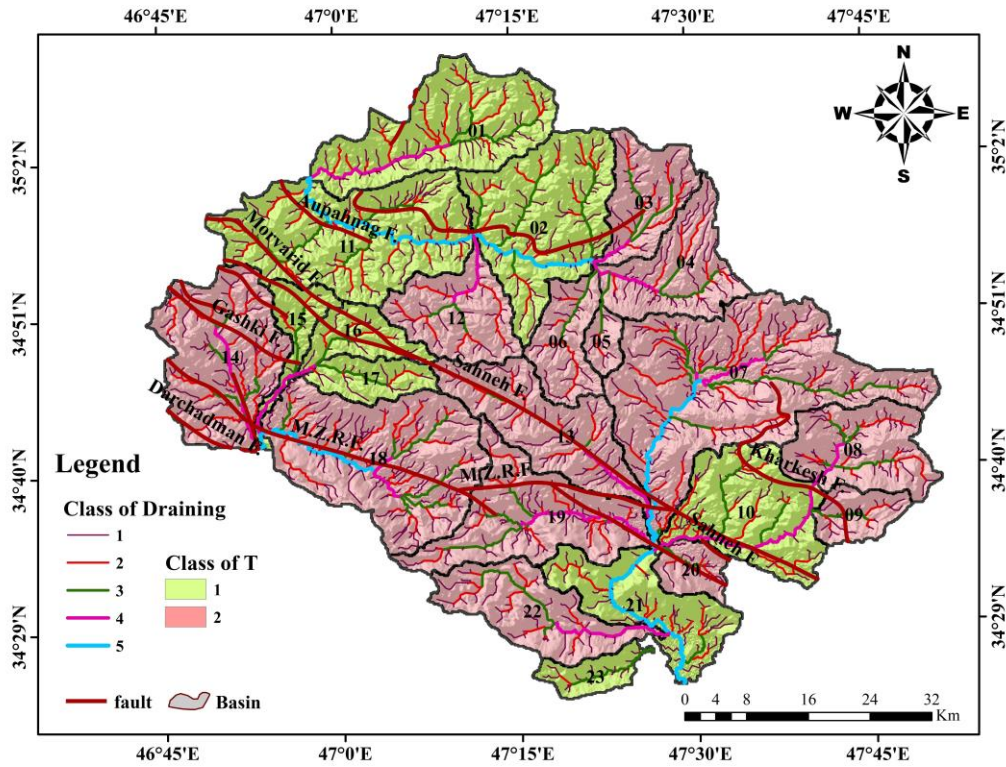 46°45'E 47°0'E 47°15'E 47°30'E 47°45'E
N
W E
S
35°2'N 35°2'N
01
03
Aupahnag F.
02
Morvarid F.
11
04
34°51'N 34°51'N
15
Gashki F.
16
12
06
05
14
17
Sahneh F.
07
Darchadman F.
M.Z.R.F.
13
08
Kharkesh F.
18
M.Z.R.F.
34°40'N 34°40'N
10
09
19
Sahneh F.
20
21
22
34°29'N 34°29'N
23
Legend
Class of Draining
1
2
3
4
5
Class of T
1
2
fault
Basin
0 4 8 16 24 32
Km
46°45'E 47°0'E 47°15'E 47°30'E 47°45'E